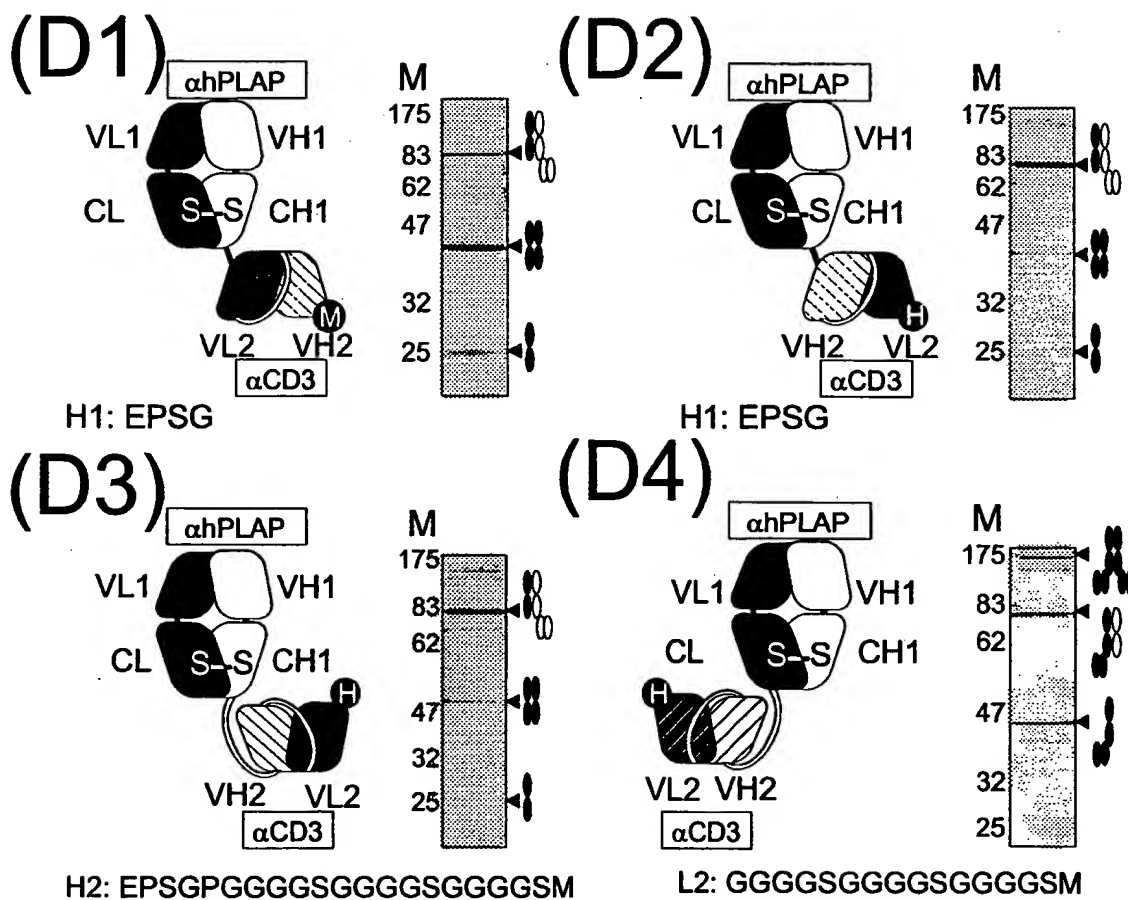 (D1)
αhPLAP
VL1 VH1
CL S-S CH1
M
VL2 VH2
αCD3
H1: EPSG
M
175
83
62
47
32
25
(D2)
αhPLAP
VL1 VH1
CL S-S CH1
H
VH2 VL2
αCD3
H1: EPSG
M
175
83
62
47
32
25
(D3)
αhPLAP
VL1 VH1
CL S-S CH1
H
VH2 VL2
αCD3
H2: EPSGPGGGGSGGGGSGGGGSM
M
175
83
62
47
32
25
(D4)
αhPLAP
VL1 VH1
CL S-S CH1
H
VL2 VH2
αCD3
L2: GGGGSGGGGSGGGGSM
M
175
83
62
47
32
25